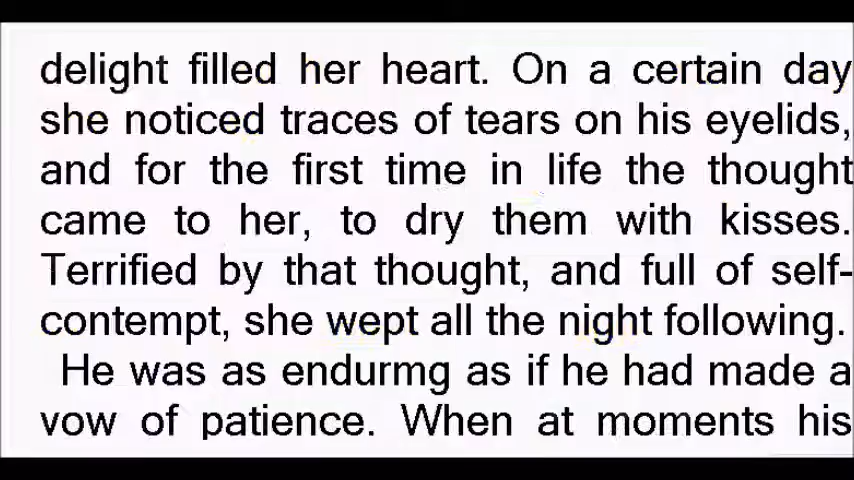 delight filled her heart. On a certain day
she noticed traces of tears on his eyelids,
and for the first time in life the thought
came to her, to dry them with kisses.
Terrified by that thought, and full of self-
contempt, she wept all the night following.
He was as endurmg as if he had made a
vow of patience. When at moments his